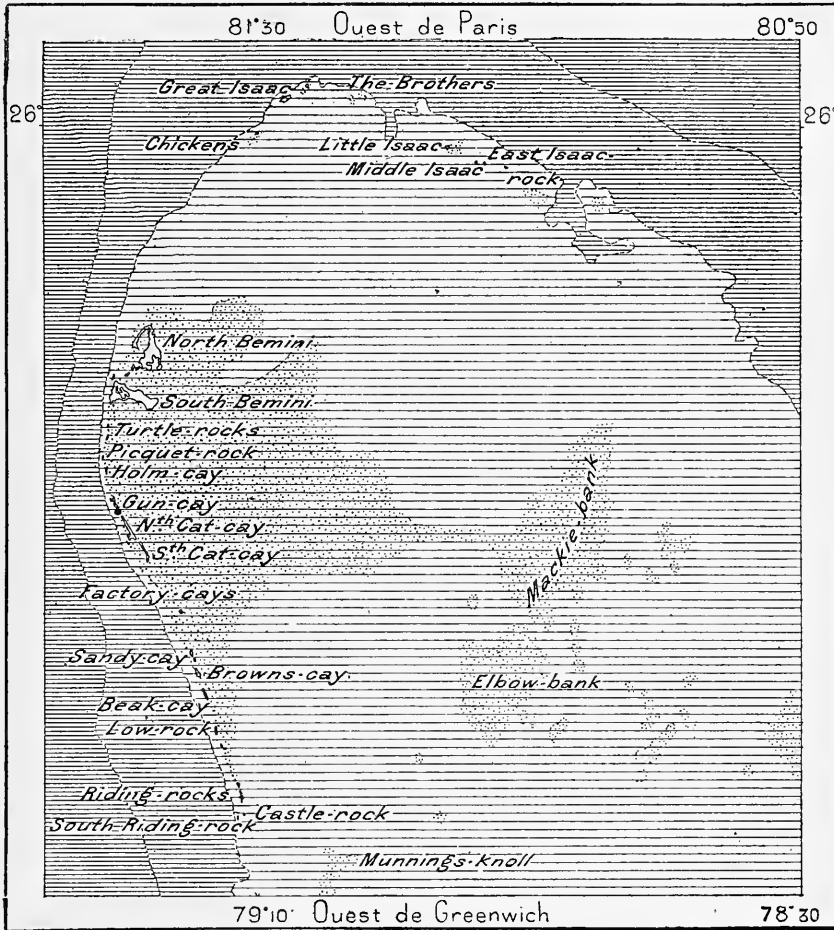 81°30 Ouest de Paris 80°50
Great-Isaac The-Brothers
26° 26°
Chickens Little Isaac East-Isaac-
Middle Isaac rock
North-Bemini
South-Bemini
Turtle-rocks
Picquet-rock
Holm-cay
Gun-cay
Nth Cat-cay
Sth Cat-cay
Mackie-bank
Factory-cays
Sandy-cay
Browns-cay
Elbow-bank
Beak-cay
Low-rock
Riding-rocks
Castle-rock
South-Riding-rock
Munnings-knoll
79°10' Ouest de Greenwich 78°30